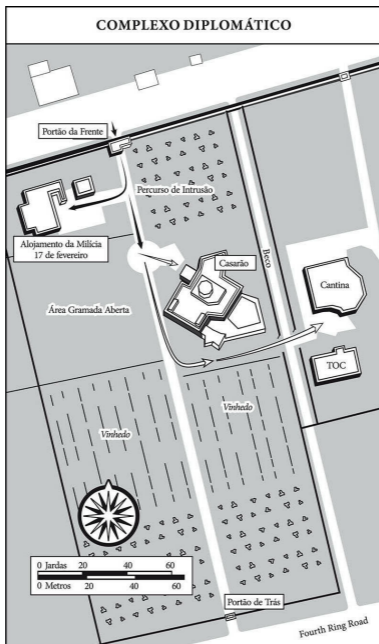 COMPLEXO DIPLOMÁTICO
Portão da Frente
Percurso de Intrusão
Alojamento da Milícia
17 de fevereiro
Casarão
Beco
Cantina
Área Gramada Aberta
TOC
Vinhedo
Vinhedo
0 Jardas 20 40 60
0 Metros 20 40 60
Portão de Trás
Fourth Ring Road